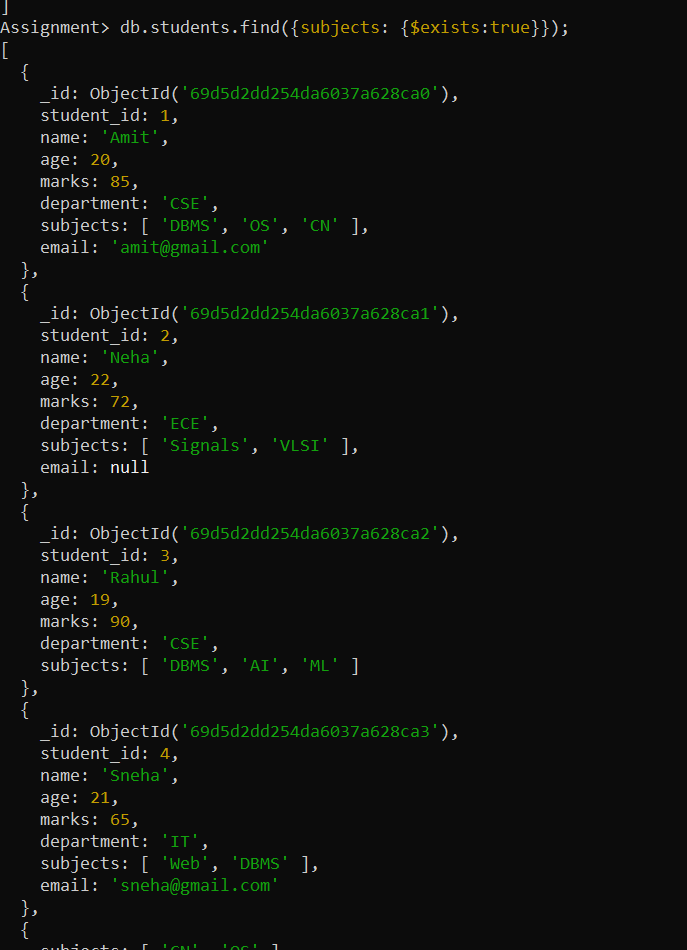 ]
Assignment> db.students.find({subjects: {$exists:true}});
[
  {
    _id: ObjectId('69d5d2dd254da6037a628ca0'),
    student_id: 1,
    name: 'Amit',
    age: 20,
    marks: 85,
    department: 'CSE',
    subjects: [ 'DBMS', 'OS', 'CN' ],
    email: 'amit@gmail.com'
  },
  {
    _id: ObjectId('69d5d2dd254da6037a628ca1'),
    student_id: 2,
    name: 'Neha',
    age: 22,
    marks: 72,
    department: 'ECE',
    subjects: [ 'Signals', 'VLSI' ],
    email: null
  },
  {
    _id: ObjectId('69d5d2dd254da6037a628ca2'),
    student_id: 3,
    name: 'Rahul',
    age: 19,
    marks: 90,
    department: 'CSE',
    subjects: [ 'DBMS', 'AI', 'ML' ]
  },
  {
    _id: ObjectId('69d5d2dd254da6037a628ca3'),
    student_id: 4,
    name: 'Sneha',
    age: 21,
    marks: 65,
    department: 'IT',
    subjects: [ 'Web', 'DBMS' ],
    email: 'sneha@gmail.com'
  },
  {
    subjects: [ 'CN', 'OS' ]